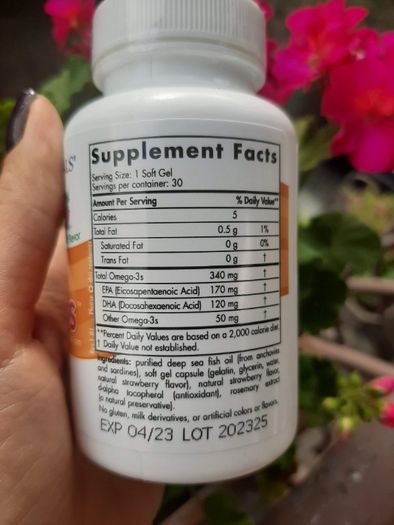 ALS®
flavor
Supplement Facts
Serving Size: 1 Soft Gel
Servings per container: 30
Amount Per Serving % Daily Value**
Calories 5
Total Fat 0.5 g 1%
Saturated Fat 0 g 0%
Trans Fat 0 g †
Total Omega-3s 340 mg †
EPA (Eicosapentaenoic Acid) 170 mg †
DHA (Docosahexaenoic Acid) 120 mg †
Other Omega-3s 50 mg †
**Percent Daily Values are based on a 2,000 calorie diet.
† Daily Value not established.
Ingredients: purified deep sea fish oil (from anchovies
and sardines), soft gel capsule (gelatin, glycerin, water,
natural strawberry flavor), natural strawberry flavor,
d-alpha tocopherol (antioxidant), rosemary extract
(a natural preservative).
No gluten, milk derivatives, or artificial colors or flavors.
EXP 04/23 LOT 202325